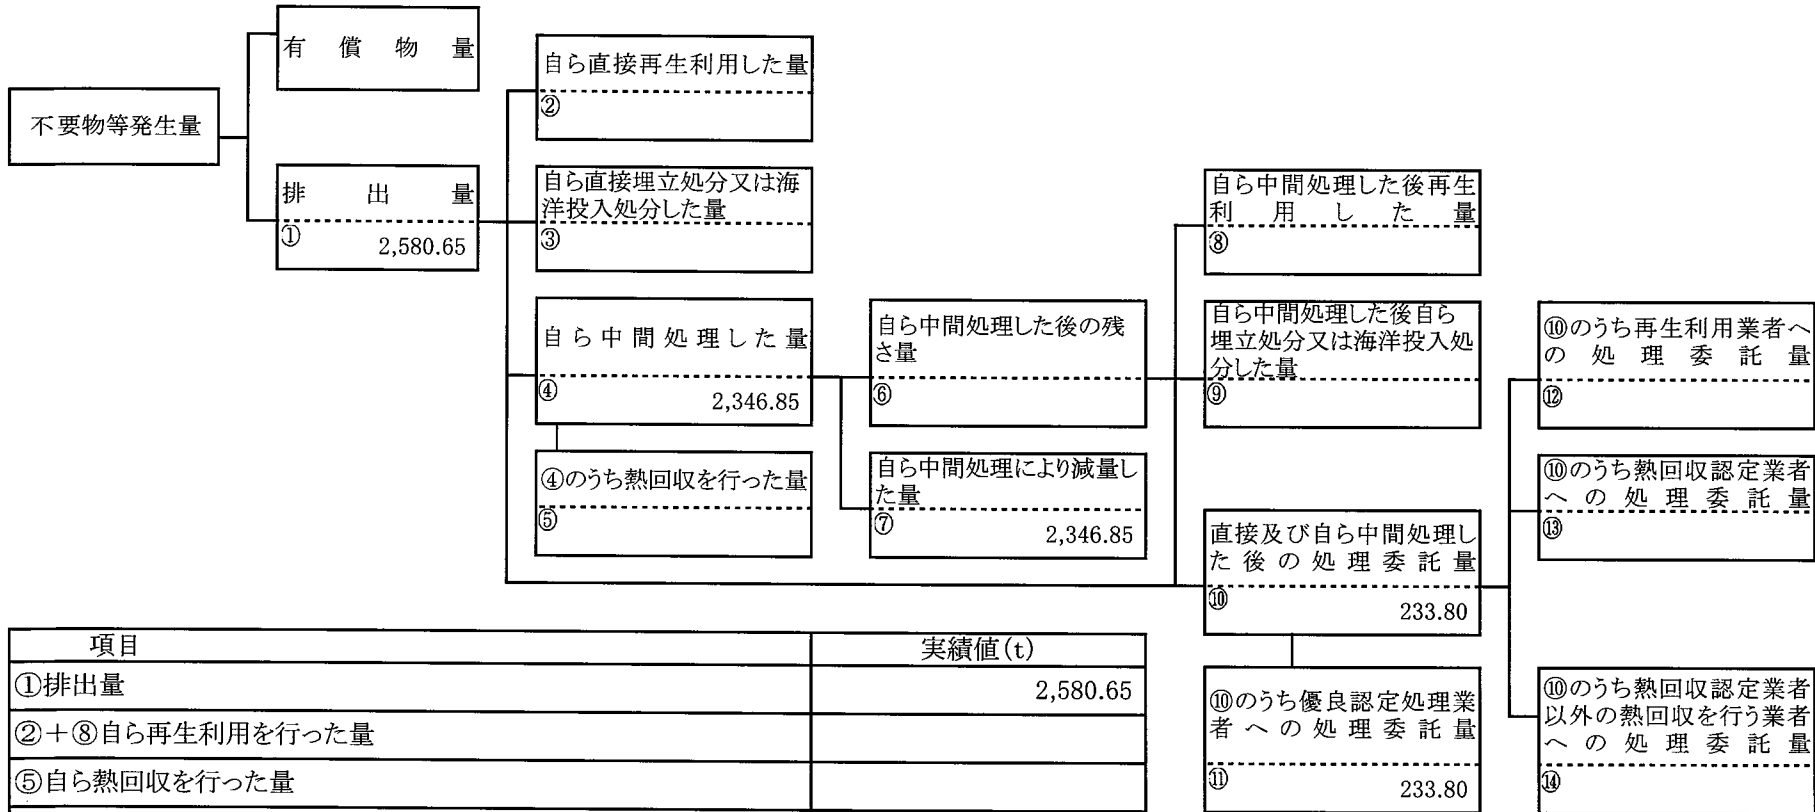 有償物量
不要物等発生量
排出量
①
2,580.65
自ら直接再生利用した量
②
自ら直接埋立処分又は海
洋投入処分した量
③
自ら中間処理した量
④
2,346.85
④のうち熱回収を行った量
⑤
自ら中間処理した後の残
さ量
⑥
自ら中間処理により減量し
た量
⑦
2,346.85
自ら中間処理した後再生
利用した量
⑧
自ら中間処理した後自ら
埋立処分又は海洋投入処
分した量
⑨
直接及び自ら中間処理し
た後の処理委託量
⑩
233.80
⑩のうち優良認定処理業
者への処理委託量
⑪
233.80
⑩のうち再生利用業者へ
の処理委託量
⑫
⑩のうち熱回収認定業者
への処理委託量
⑬
⑩のうち熱回収認定業者
以外の熱回収を行う業者
への処理委託量
⑭
項目 実績値(t)
①排出量 2,580.65
②+⑧自ら再生利用を行った量
⑤自ら熱回収を行った量